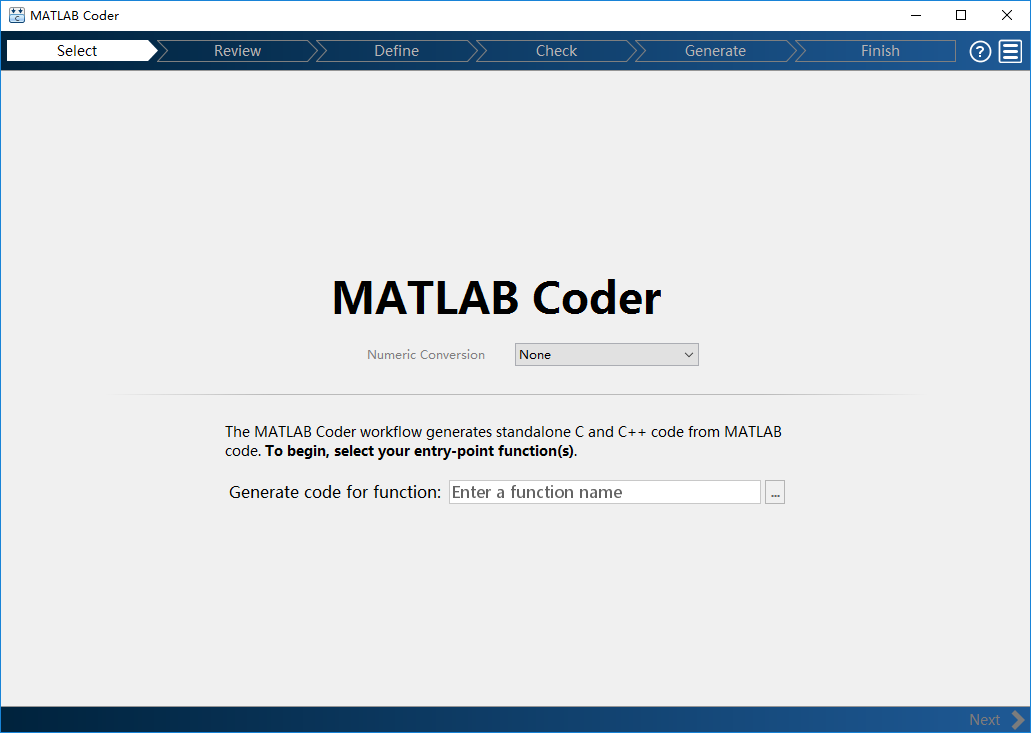 MATLAB Coder
Select
Review
Define
Check
Generate
Finish
?
MATLAB Coder
Numeric Conversion
None
The MATLAB Coder workflow generates standalone C and C++ code from MATLAB
code. To begin, select your entry-point function(s).
Generate code for function:
Enter a function name
...
Next